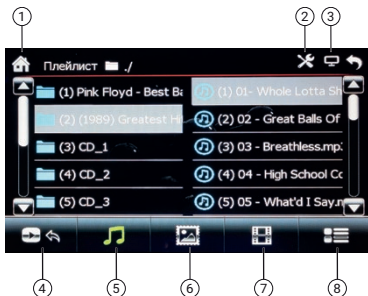 1 2 3
Плейлист ./
(1) Pink Floyd - Best Ba
(1) 01- Whole Lotta Sh
(2) (1989) Greatest Hi
(2) 02 - Great Balls Of
(3) CD_1
(3) 03 - Breathless.mp3
(4) CD_2
(4) 04 - High School Co
(5) CD_3
(5) 05 - What'd I Say.m
4 5 6 7 8